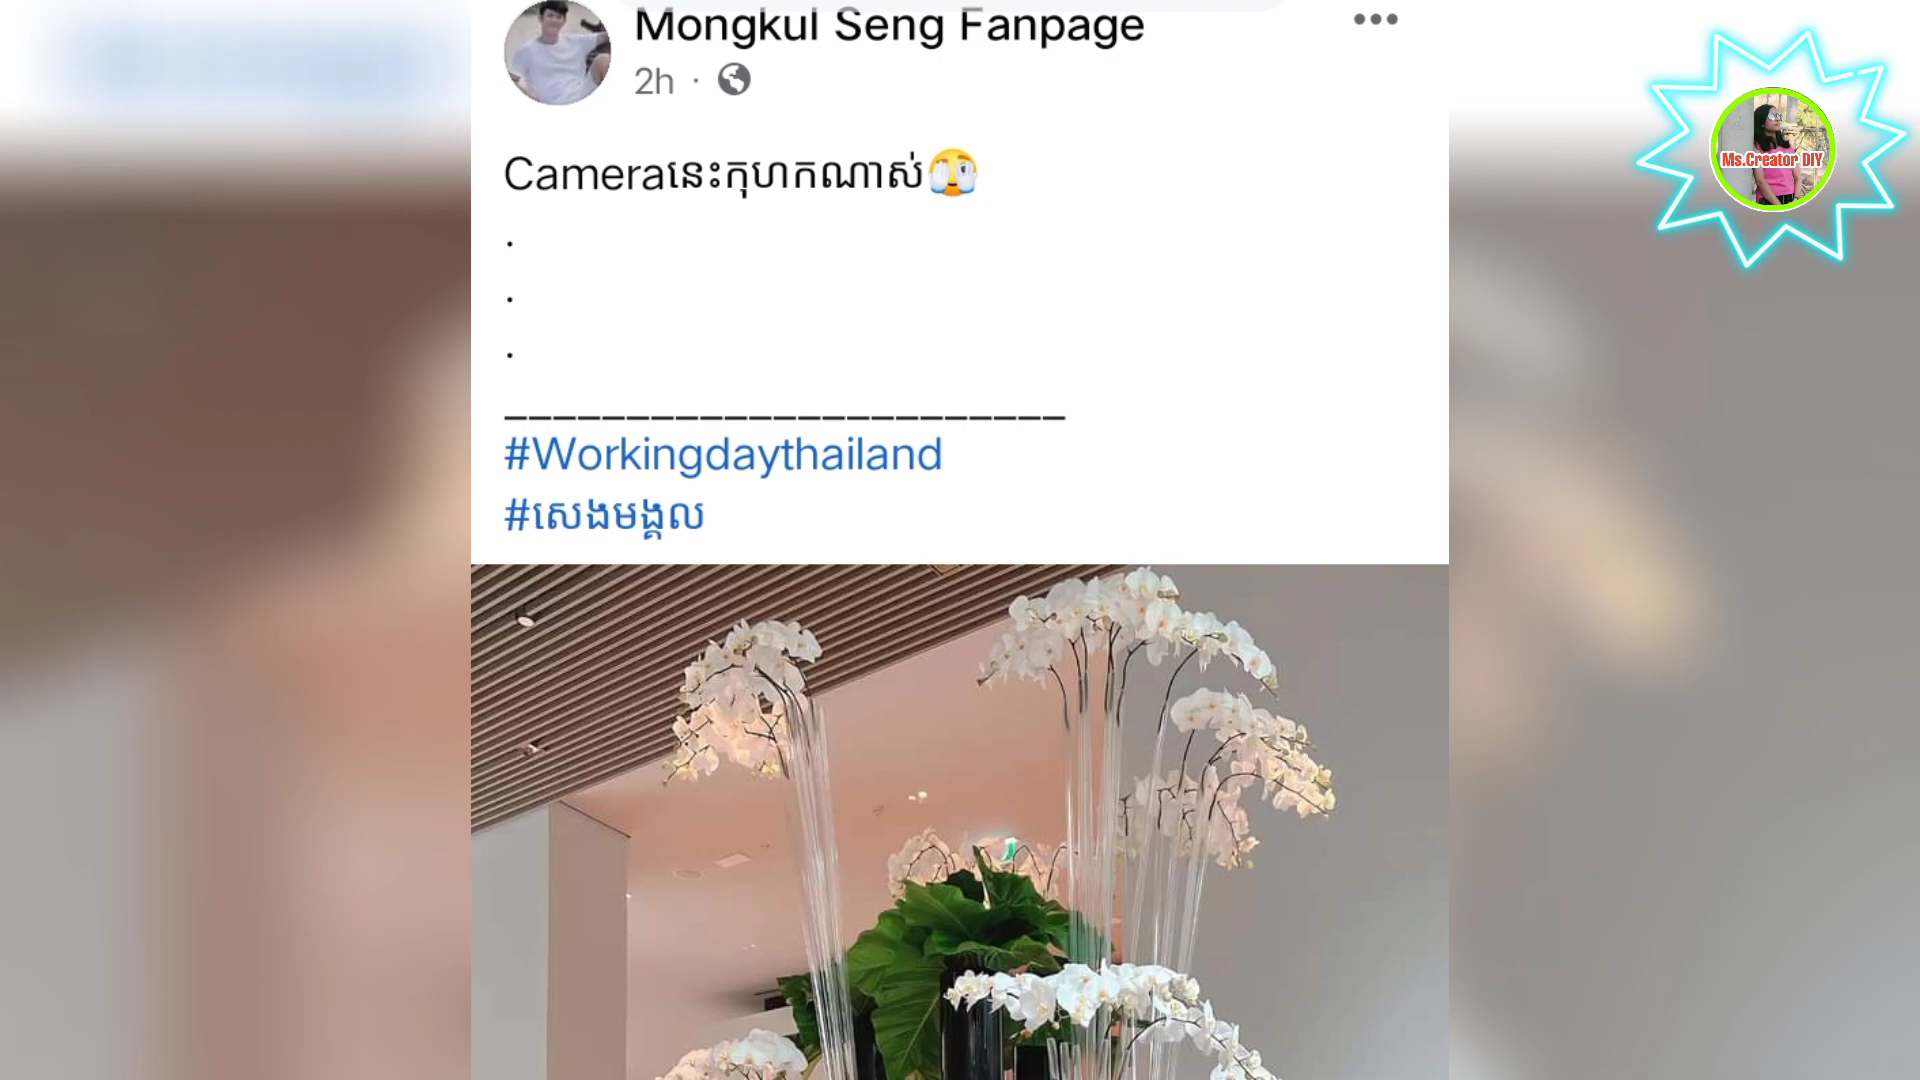 Mongkul Seng Fanpage
2h ·
Cameraនេះកុហកណាស់🫣
.
.
.
_______________________
#Workingdaythailand
#សេងមង្គល
Ms.Creator DIY